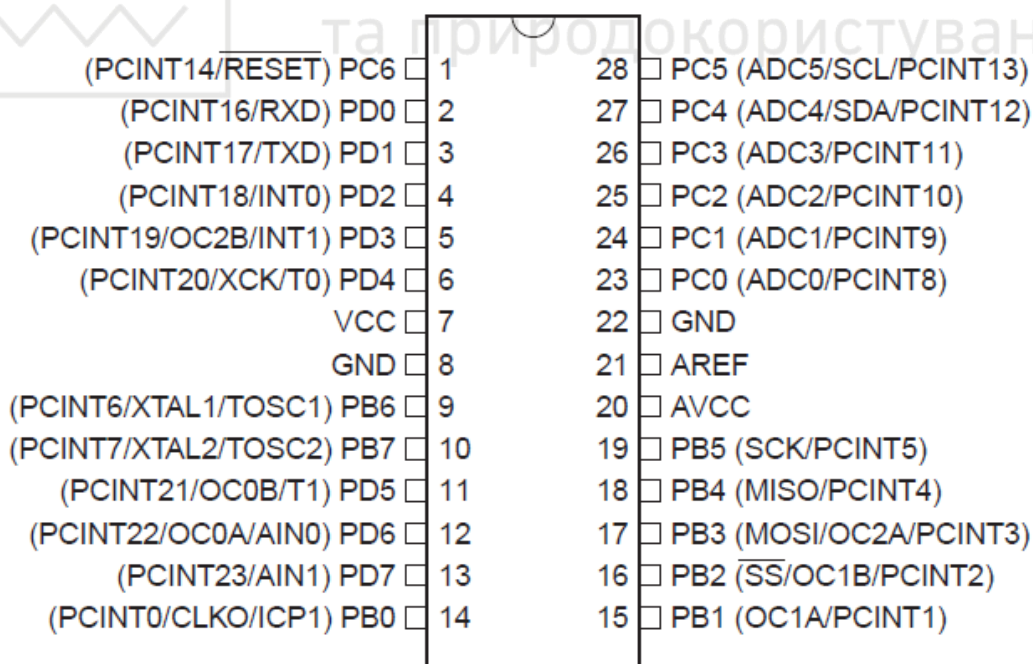 та природокористуван
(PCINT14/RESET) PC6 1 28 PC5 (ADC5/SCL/PCINT13)
(PCINT16/RXD) PD0 2 27 PC4 (ADC4/SDA/PCINT12)
(PCINT17/TXD) PD1 3 26 PC3 (ADC3/PCINT11)
(PCINT18/INT0) PD2 4 25 PC2 (ADC2/PCINT10)
(PCINT19/OC2B/INT1) PD3 5 24 PC1 (ADC1/PCINT9)
(PCINT20/XCK/T0) PD4 6 23 PC0 (ADC0/PCINT8)
VCC 7 22 GND
GND 8 21 AREF
(PCINT6/XTAL1/TOSC1) PB6 9 20 AVCC
(PCINT7/XTAL2/TOSC2) PB7 10 19 PB5 (SCK/PCINT5)
(PCINT21/OC0B/T1) PD5 11 18 PB4 (MISO/PCINT4)
(PCINT22/OC0A/AIN0) PD6 12 17 PB3 (MOSI/OC2A/PCINT3)
(PCINT23/AIN1) PD7 13 16 PB2 (SS/OC1B/PCINT2)
(PCINT0/CLKO/ICP1) PB0 14 15 PB1 (OC1A/PCINT1)